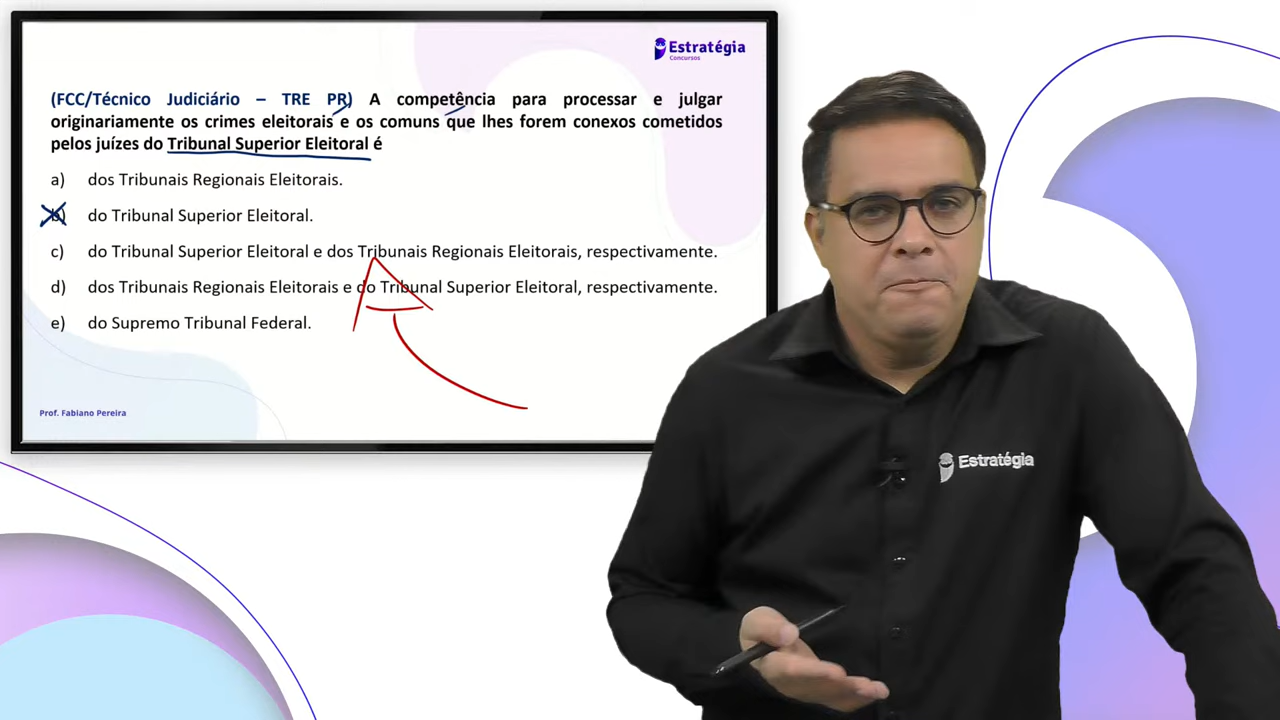 Estratégia
Concursos
(FCC/Técnico Judiciário – TRE PR) A competência para processar e julgar
originariamente os crimes eleitorais e os comuns que lhes forem conexos cometidos
pelos juízes do Tribunal Superior Eleitoral é
a) dos Tribunais Regionais Eleitorais.
b) do Tribunal Superior Eleitoral.
c) do Tribunal Superior Eleitoral e dos Tribunais Regionais Eleitorais, respectivamente.
d) dos Tribunais Regionais Eleitorais e do Tribunal Superior Eleitoral, respectivamente.
e) do Supremo Tribunal Federal.
Prof. Fabiano Pereira
Estratégia